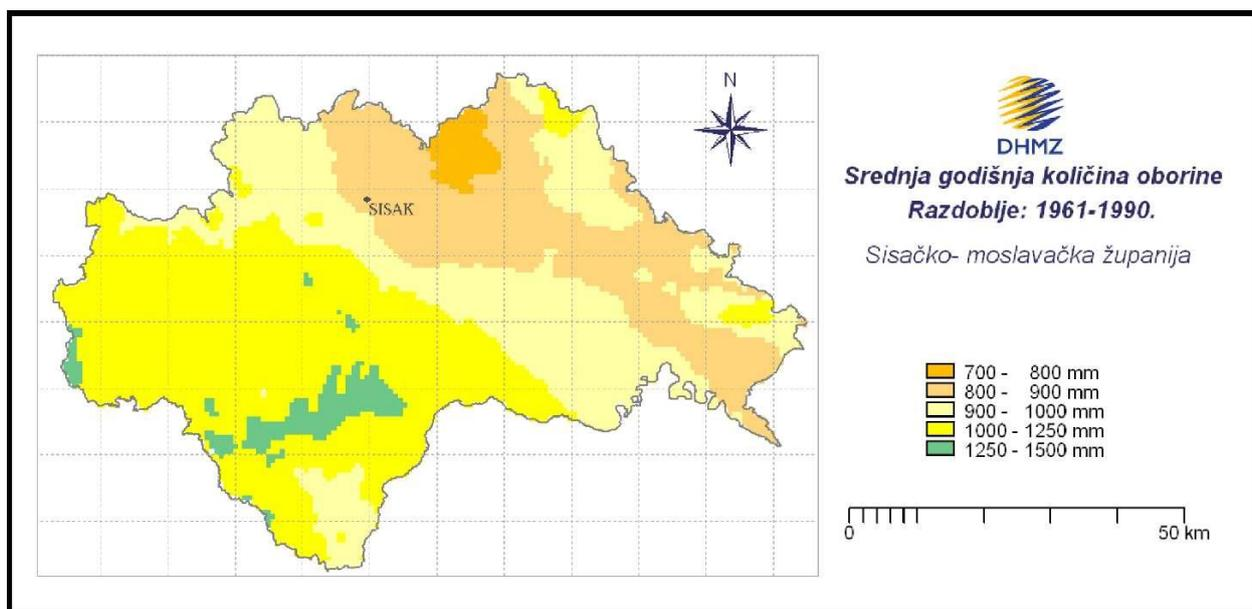 N
SISAK
DHMZ
Srednja godišnja količina oborine
Razdoblje: 1961-1990.
Sisačko- moslavačka županija
700 - 800 mm
800 - 900 mm
900 - 1000 mm
1000 - 1250 mm
1250 - 1500 mm
0 50 km